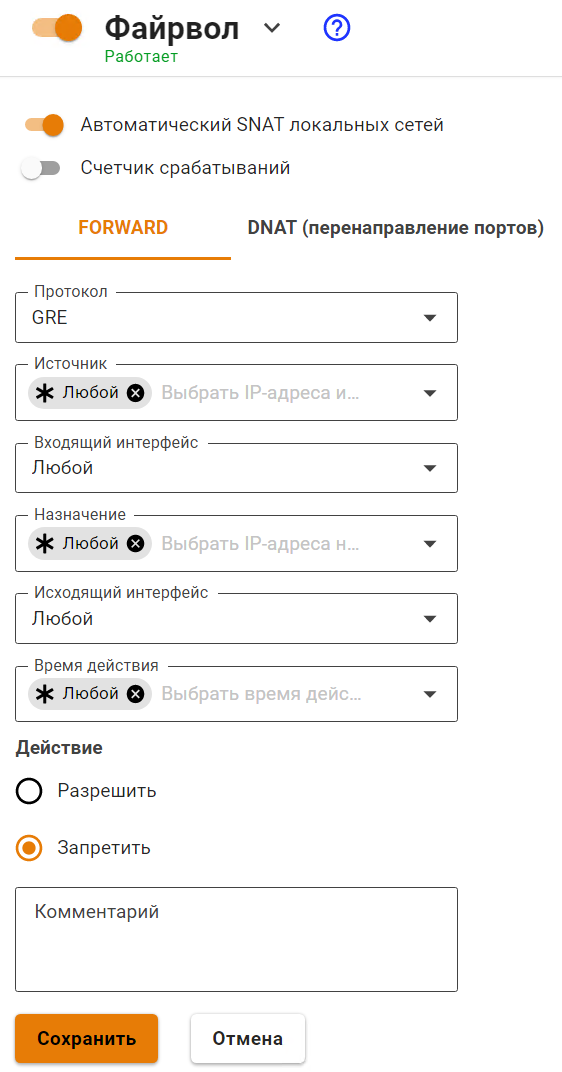 Файрвол
Работает
Автоматический SNAT локальных сетей
Счетчик срабатываний
FORWARD DNAT (перенаправление портов)
Протокол
GRE
Источник
Любой Выбрать IP-адреса и...
Входящий интерфейс
Любой
Назначение
Любой Выбрать IP-адреса н...
Исходящий интерфейс
Любой
Время действия
Любой Выбрать время дейс...
Действие
Разрешить
Запретить
Комментарий
Сохранить Отмена